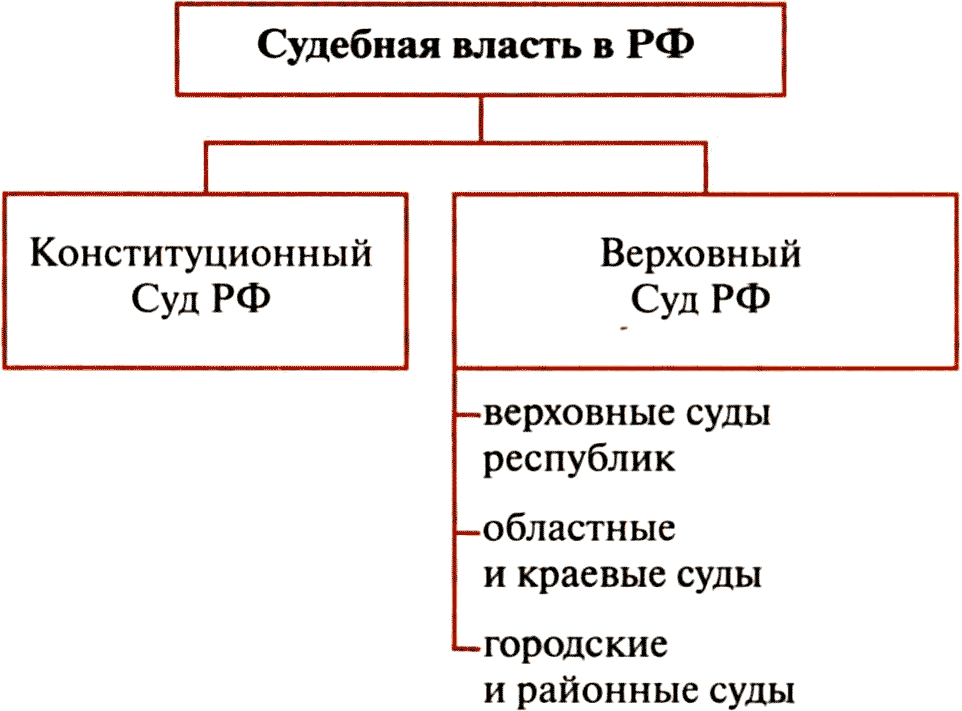 Судебная власть в РФ
Конституционный
Суд РФ
Верховный
Суд РФ
верховные суды
республик
областные
и краевые суды
городские
и районные суды